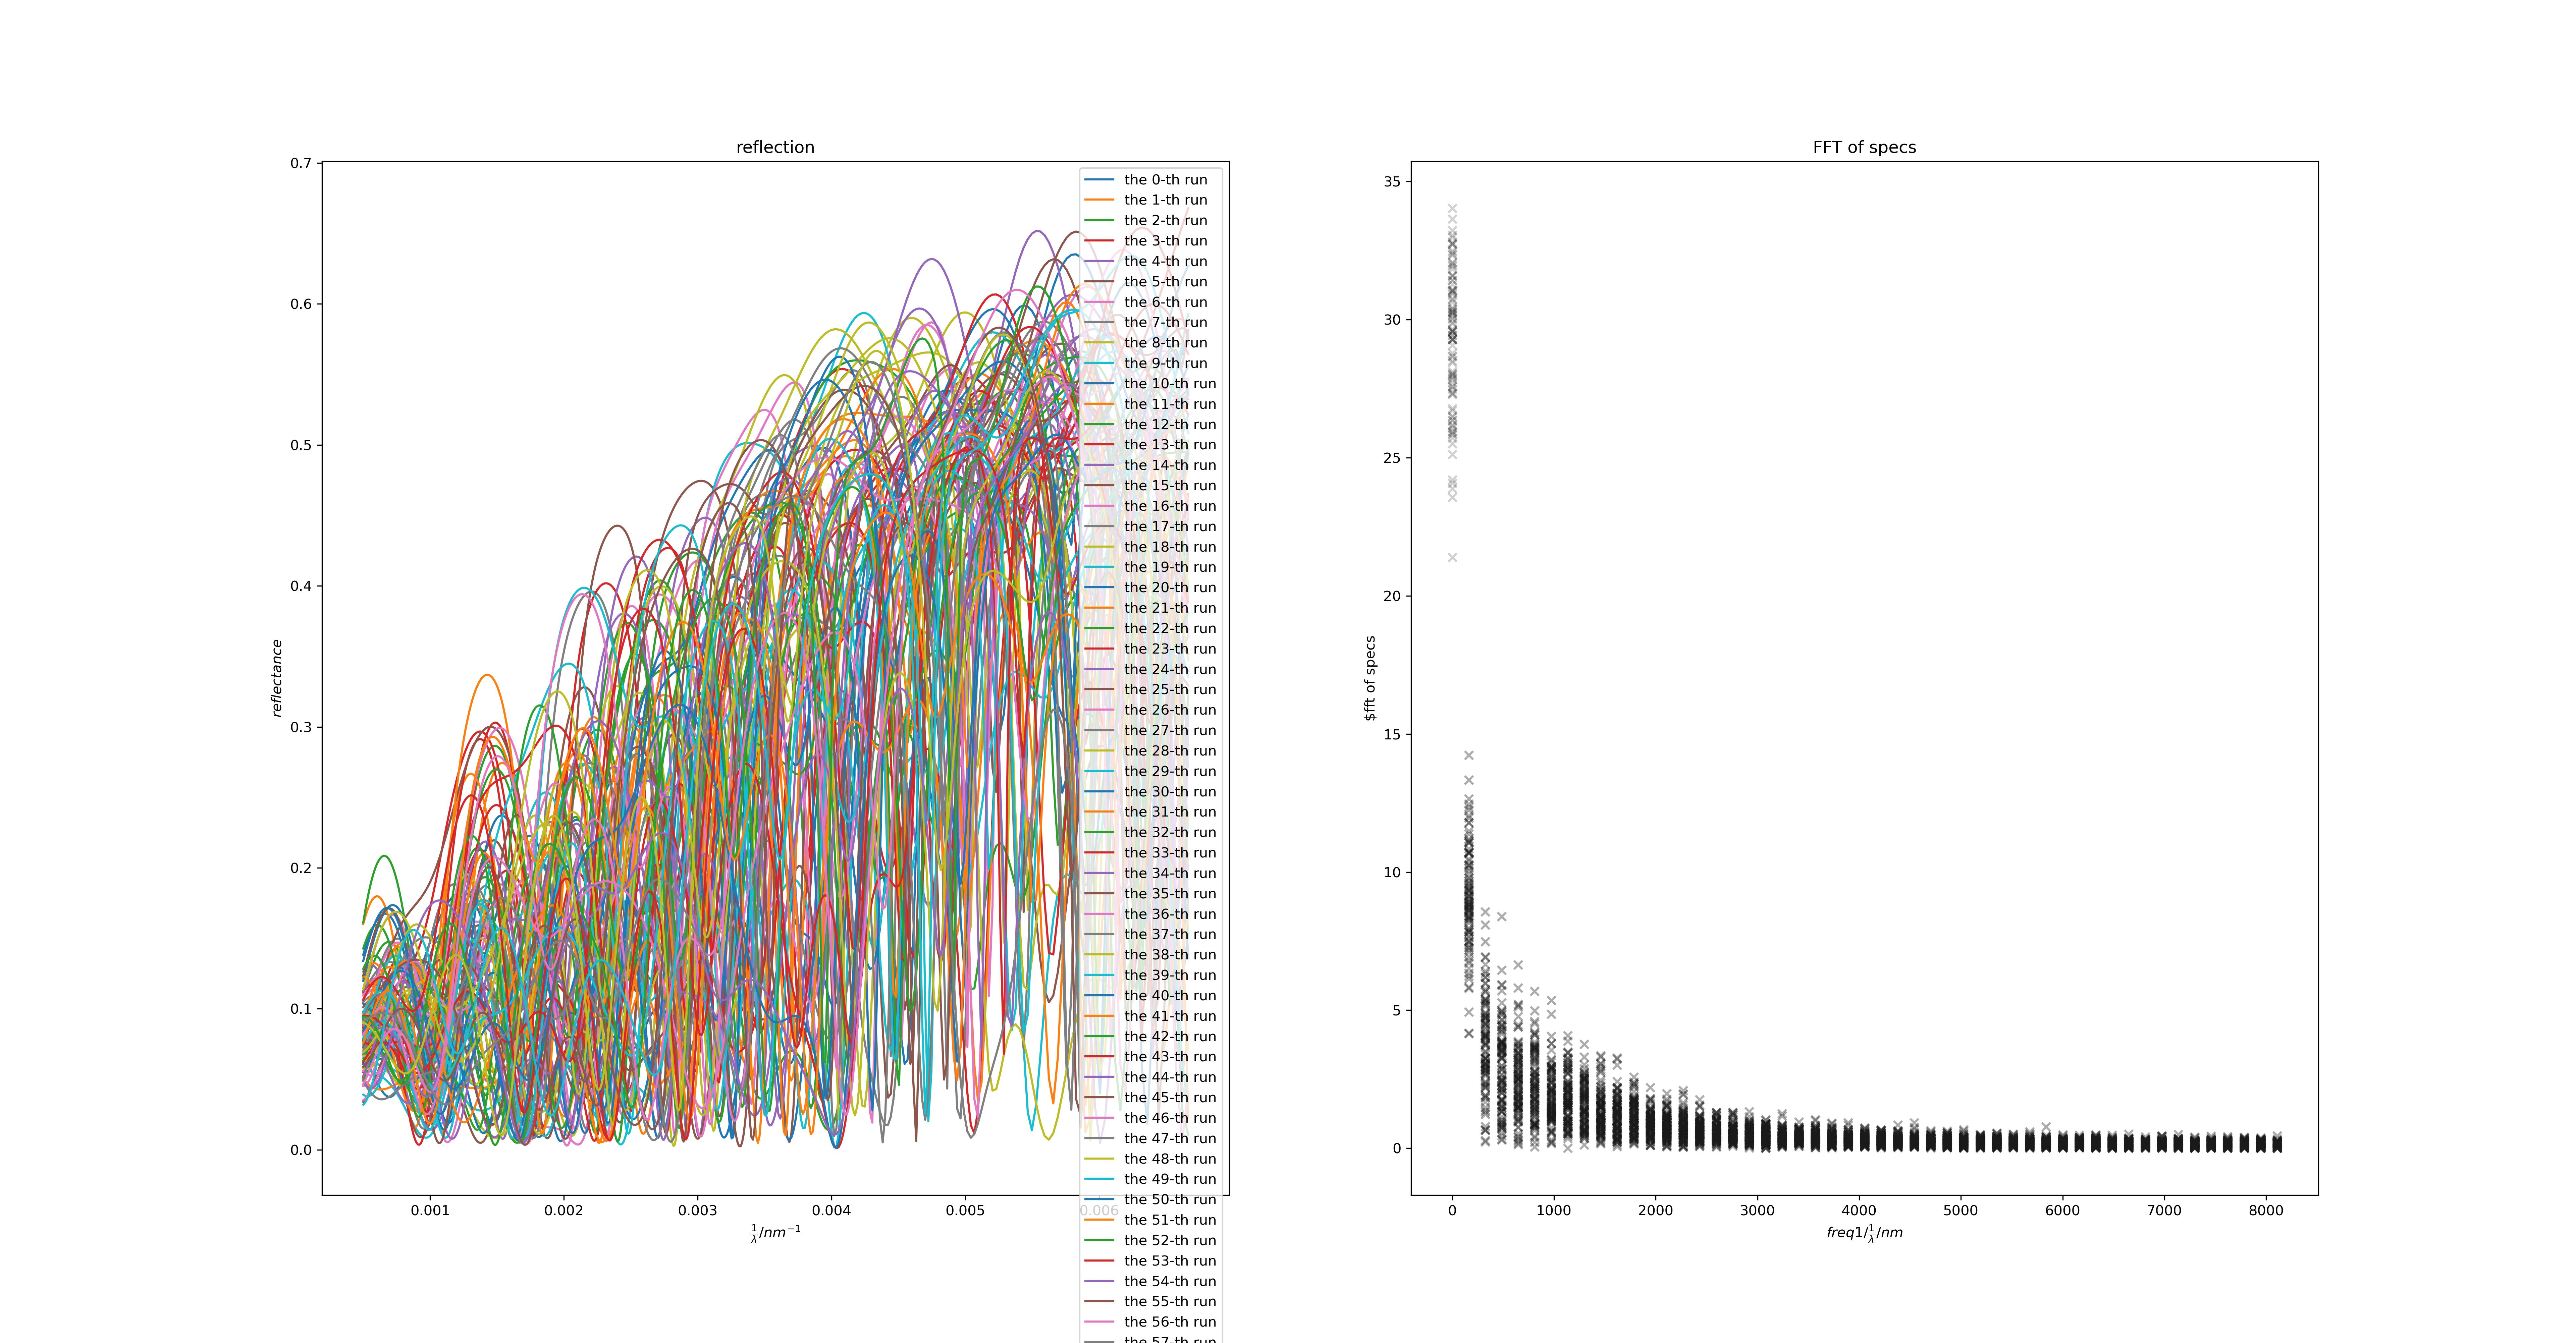 reflection
0.7
0.6
0.5
0.4
0.3
0.2
0.1
0.0
reflectance
0.001 0.002 0.003 0.004 0.005 0.006
1/λ/nm⁻¹
the 0-th run
the 1-th run
the 2-th run
the 3-th run
the 4-th run
the 5-th run
the 6-th run
the 7-th run
the 8-th run
the 9-th run
the 10-th run
the 11-th run
the 12-th run
the 13-th run
the 14-th run
the 15-th run
the 16-th run
the 17-th run
the 18-th run
the 19-th run
the 20-th run
the 21-th run
the 22-th run
the 23-th run
the 24-th run
the 25-th run
the 26-th run
the 27-th run
the 28-th run
the 29-th run
the 30-th run
the 31-th run
the 32-th run
the 33-th run
the 34-th run
the 35-th run
the 36-th run
the 37-th run
the 38-th run
the 39-th run
the 40-th run
the 41-th run
the 42-th run
the 43-th run
the 44-th run
the 45-th run
the 46-th run
the 47-th run
the 48-th run
the 49-th run
the 50-th run
the 51-th run
the 52-th run
the 53-th run
the 54-th run
the 55-th run
the 56-th run
the 57-th run
FFT of specs
35
30
25
20
15
10
5
0
$fft of specs
0 1000 2000 3000 4000 5000 6000 7000 8000
freq1/1/λ/nm